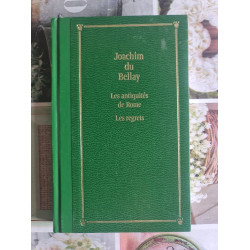 Joachim
du
Bellay
Les antiquités
de Rome
Les regrets